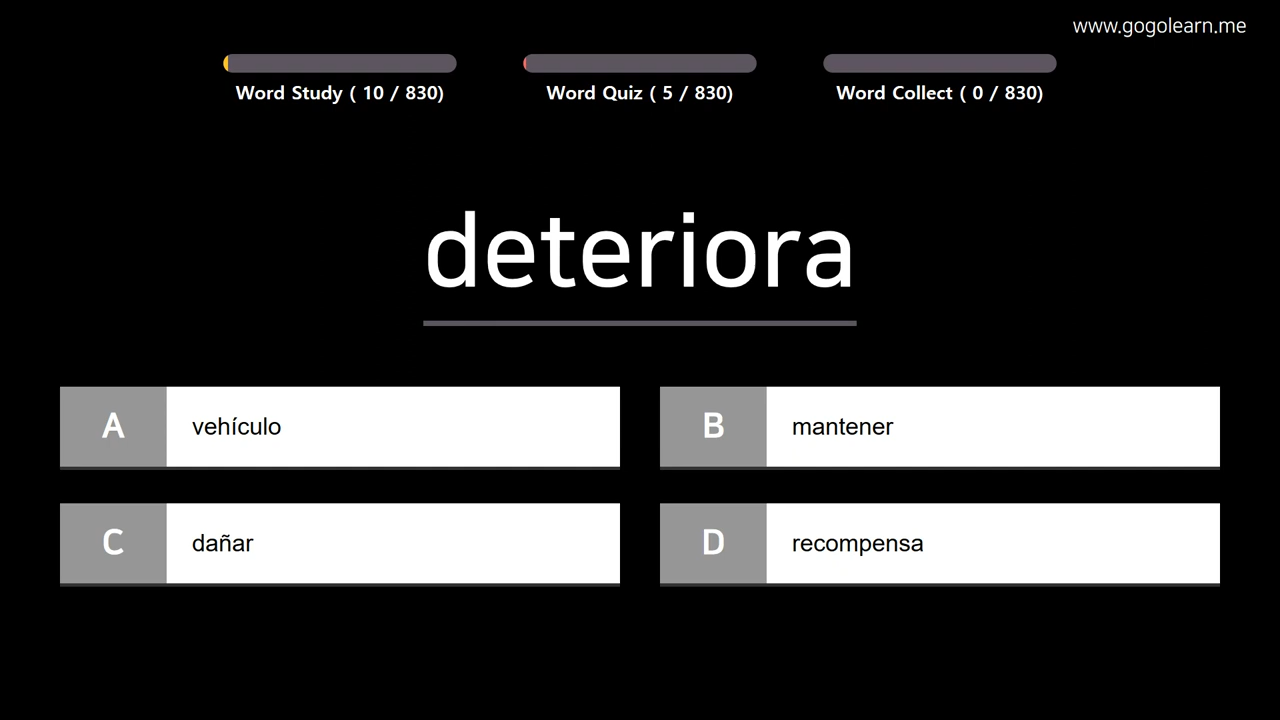 www.gogolearn.me
Word Study ( 10 / 830)
Word Quiz ( 5 / 830)
Word Collect ( 0 / 830)
deteriora
A vehículo
B mantener
C dañar
D recompensa